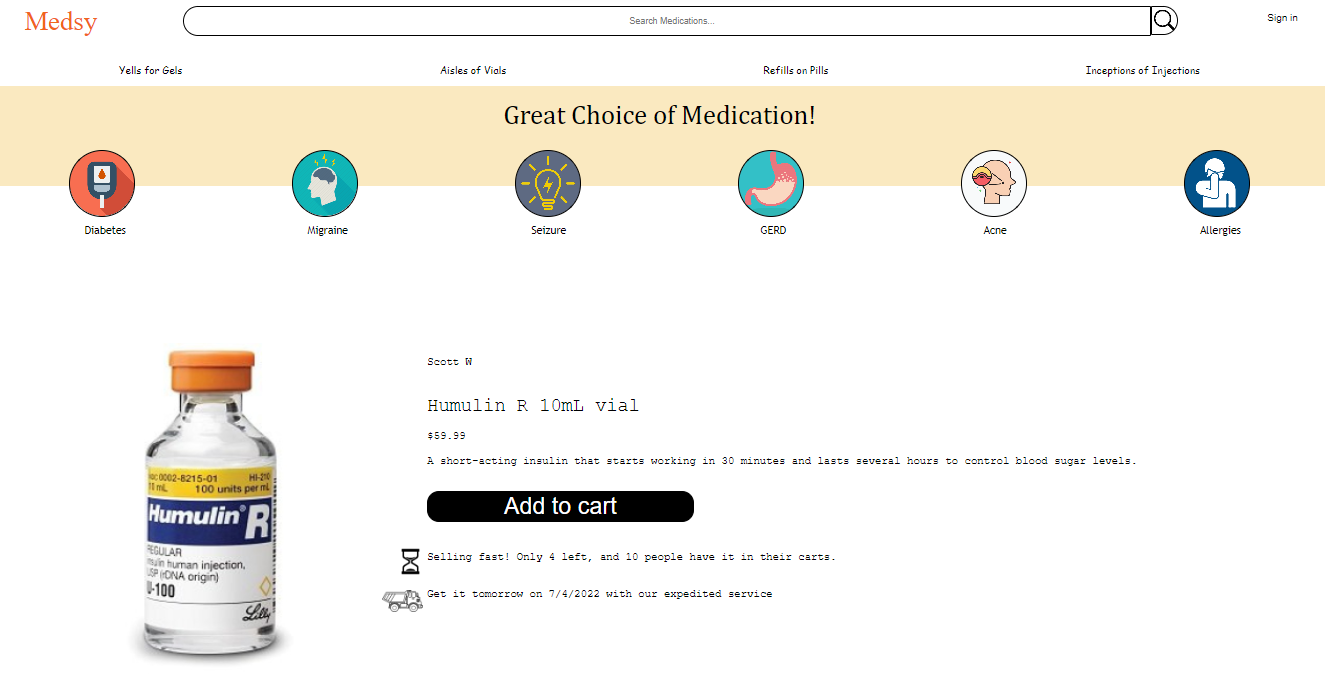 Medsy
Search Medications...
Sign in
Yells for Gels
Aisles of Vials
Refills on Pills
Inceptions of Injections
Great Choice of Medication!
Diabetes
Migraine
Seizure
GERD
Acne
Allergies
Scott W
Humulin R 10mL vial
$59.99
A short-acting insulin that starts working in 30 minutes and lasts several hours to control blood sugar levels.
Add to cart
Selling fast! Only 4 left, and 10 people have it in their carts.
Get it tomorrow on 7/4/2022 with our expedited service
0002-8215-01 HI-210
mL 100 units per mL
Humulin® R
REGULAR
insulin human injection,
USP (rDNA origin)
U-100
Lilly